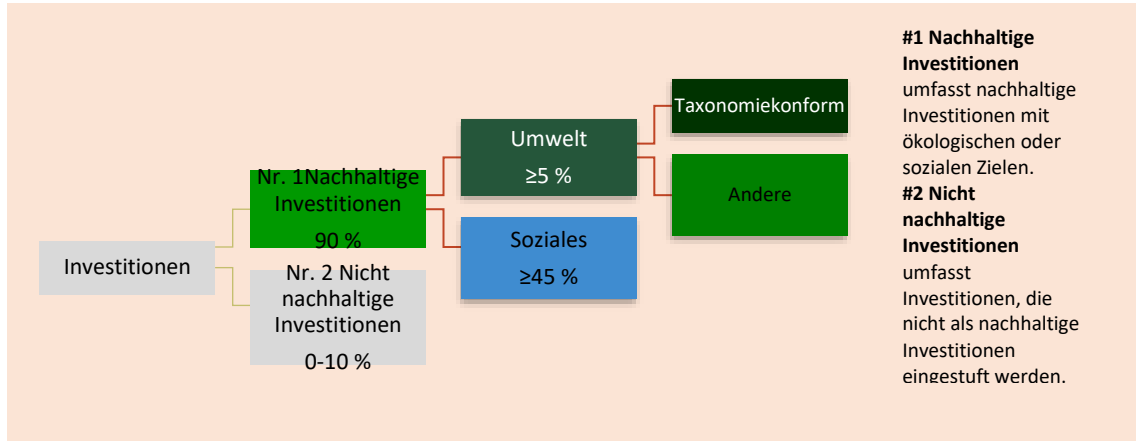 Investitionen
Nr. 1Nachhaltige
Investitionen
90 %
Nr. 2 Nicht
nachhaltige
Investitionen
0-10 %
Umwelt
≥5 %
Soziales
≥45 %
Taxonomiekonform
Andere
#1 Nachhaltige
Investitionen
umfasst nachhaltige
Investitionen mit
ökologischen oder
sozialen Zielen.
#2 Nicht
nachhaltige
Investitionen
umfasst
Investitionen, die
nicht als nachhaltige
Investitionen
eingestuft werden.